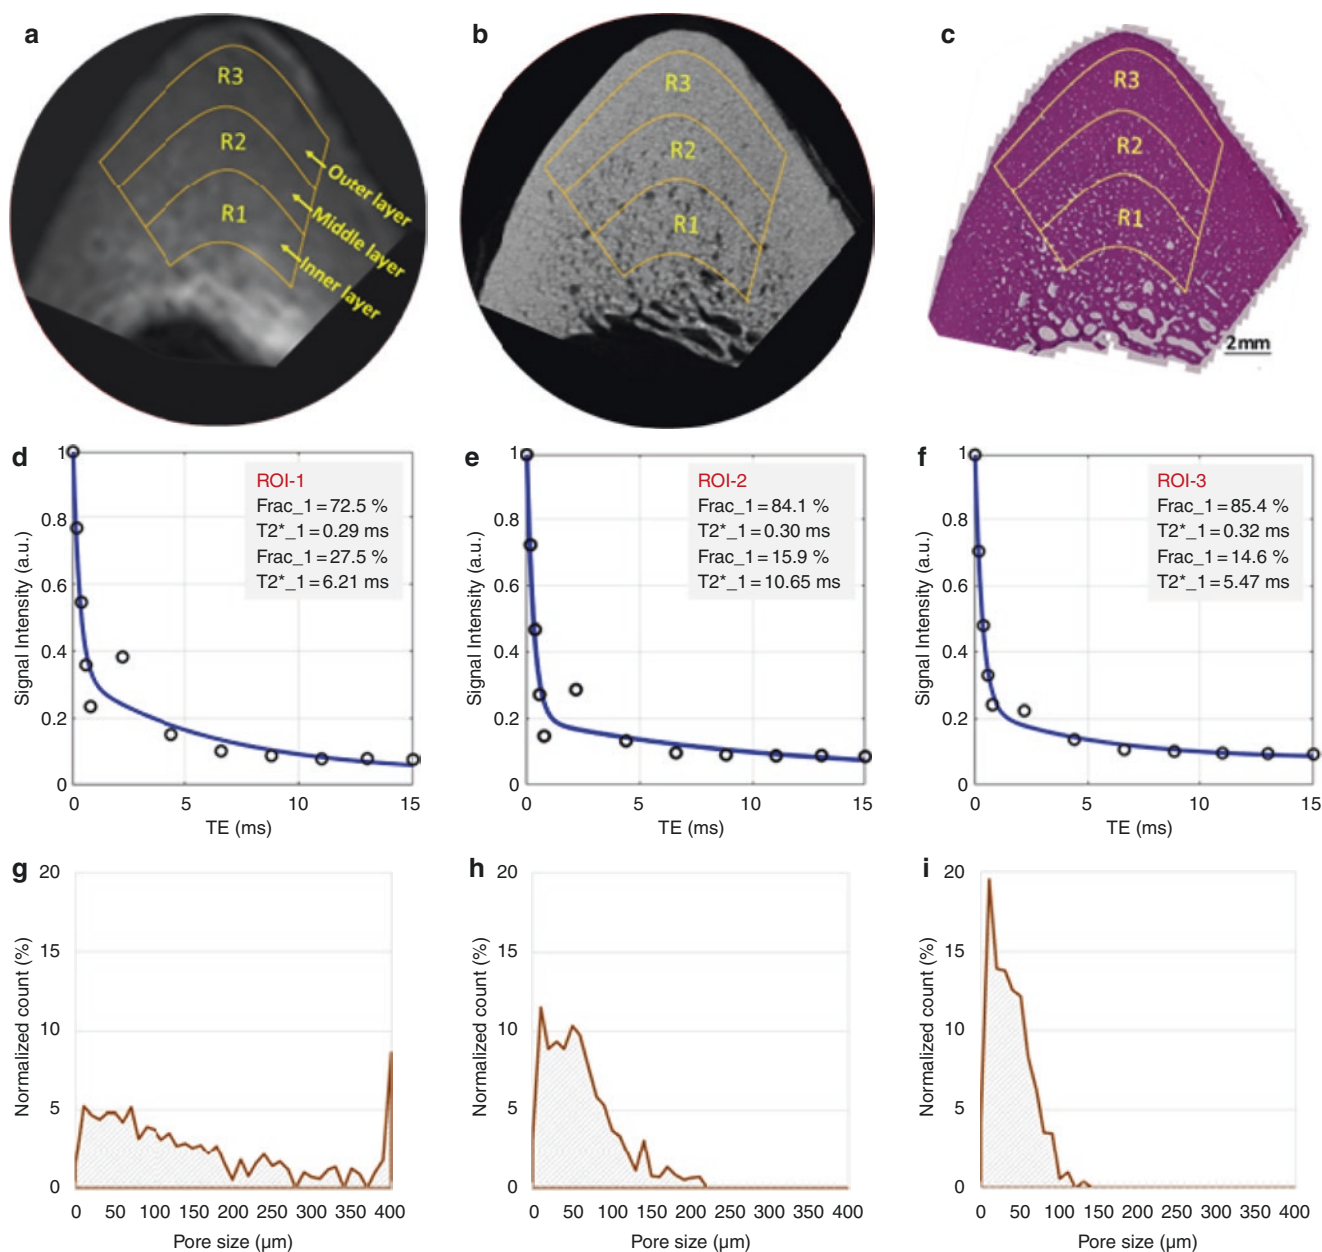 a
R3
R2
R1
Outer layer
Middle layer
Inner layer
b
R3
R2
R1
c
R3
R2
R1
2mm
d
Signal Intensity (a.u.)
1
0.8
0.6
0.4
0.2
0
ROI-1
Frac_1 = 72.5 %
T2*_1 = 0.29 ms
Frac_1 = 27.5 %
T2*_1 = 6.21 ms
0 5 10 15
TE (ms)
e
Signal Intensity (a.u.)
1
0.8
0.6
0.4
0.2
0
ROI-2
Frac_1 = 84.1 %
T2*_1 = 0.30 ms
Frac_1 = 15.9 %
T2*_1 = 10.65 ms
0 5 10 15
TE (ms)
f
Signal Intensity (a.u.)
1
0.8
0.6
0.4
0.2
0
ROI-3
Frac_1 = 85.4 %
T2*_1 = 0.32 ms
Frac_1 = 14.6 %
T2*_1 = 5.47 ms
0 5 10 15
TE (ms)
g
Normalized count (%)
20
15
10
5
0
0 50 100 150 200 250 300 350 400
Pore size (µm)
h
Normalized count (%)
20
15
10
5
0
0 50 100 150 200 250 300 350 400
Pore size (µm)
i
Normalized count (%)
20
15
10
5
0
0 50 100 150 200 250 300 350 400
Pore size (µm)